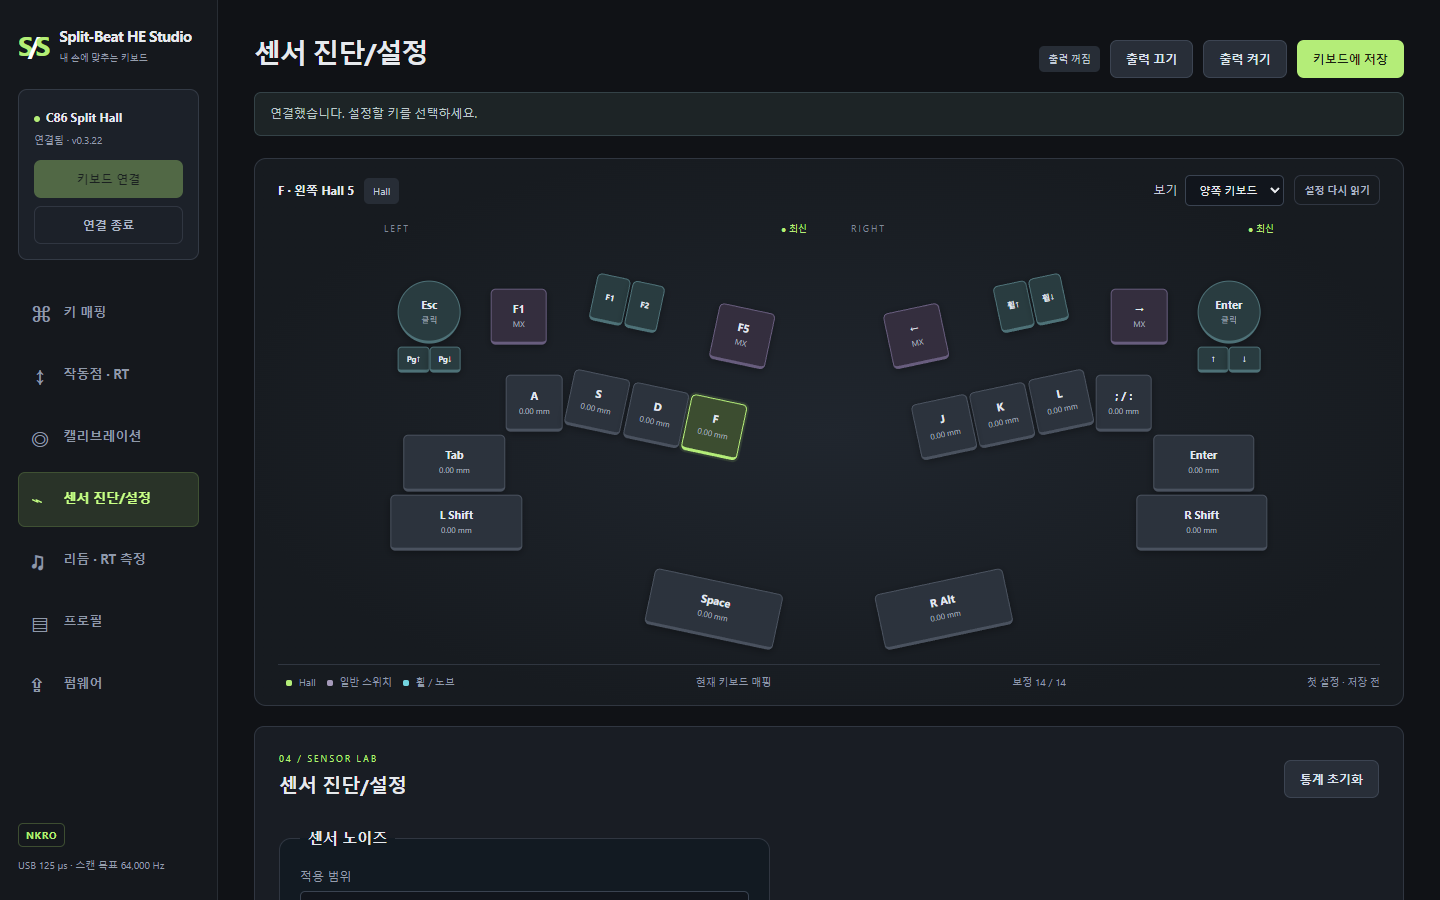 S/S Split-Beat HE Studio
내 손에 맞추는 키보드
C86 Split Hall
연결됨 · v0.3.22
키보드 연결
연결 종료
키 매핑
작동점 · RT
캘리브레이션
센서 진단/설정
리듬 · RT 측정
프로필
펌웨어
NKRO
USB 125 µs · 스캔 목표 64,000 Hz
센서 진단/설정
출력 꺼짐
출력 끄기
출력 켜기
키보드에 저장
연결했습니다. 설정할 키를 선택하세요.
F · 왼쪽 Hall 5
Hall
보기
양쪽 키보드
설정 다시 읽기
LEFT
최신
RIGHT
최신
Esc
클릭
F1
MX
F1
F2
F5
MX
←
MX
휠↑
휠↓
→
MX
Enter
클릭
Pg↑
Pg↓
↑
↓
A
0.00 mm
S
0.00 mm
D
0.00 mm
F
0.00 mm
J
0.00 mm
K
0.00 mm
L
0.00 mm
;/:
0.00 mm
Tab
0.00 mm
Enter
0.00 mm
L Shift
0.00 mm
R Shift
0.00 mm
Space
0.00 mm
R Alt
0.00 mm
Hall
일반 스위치
휠 / 노브
현재 키보드 매핑
보정 14 / 14
첫 설정 · 저장 전
04 / SENSOR LAB
센서 진단/설정
통계 초기화
센서 노이즈
적용 범위